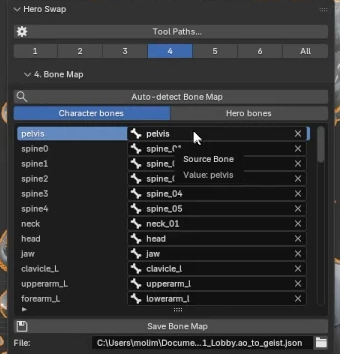 Hero Swap
Tool Paths...
1 2 3 4 5 6 All
4. Bone Map
Auto-detect Bone Map
Character bones Hero bones
pelvis pelvis
spine0
spine1
spine2
Source Bone
Value: pelvis
spine3 spine_04
spine4 spine_05
neck neck_01
head head
jaw jaw
clavicle_L clavicle_l
upperarm_L upperarm_l
forearm_L lowerarm_l
Save Bone Map
File: C:\Users\molim\Docume...1_Lobby.ao_to_geist.json